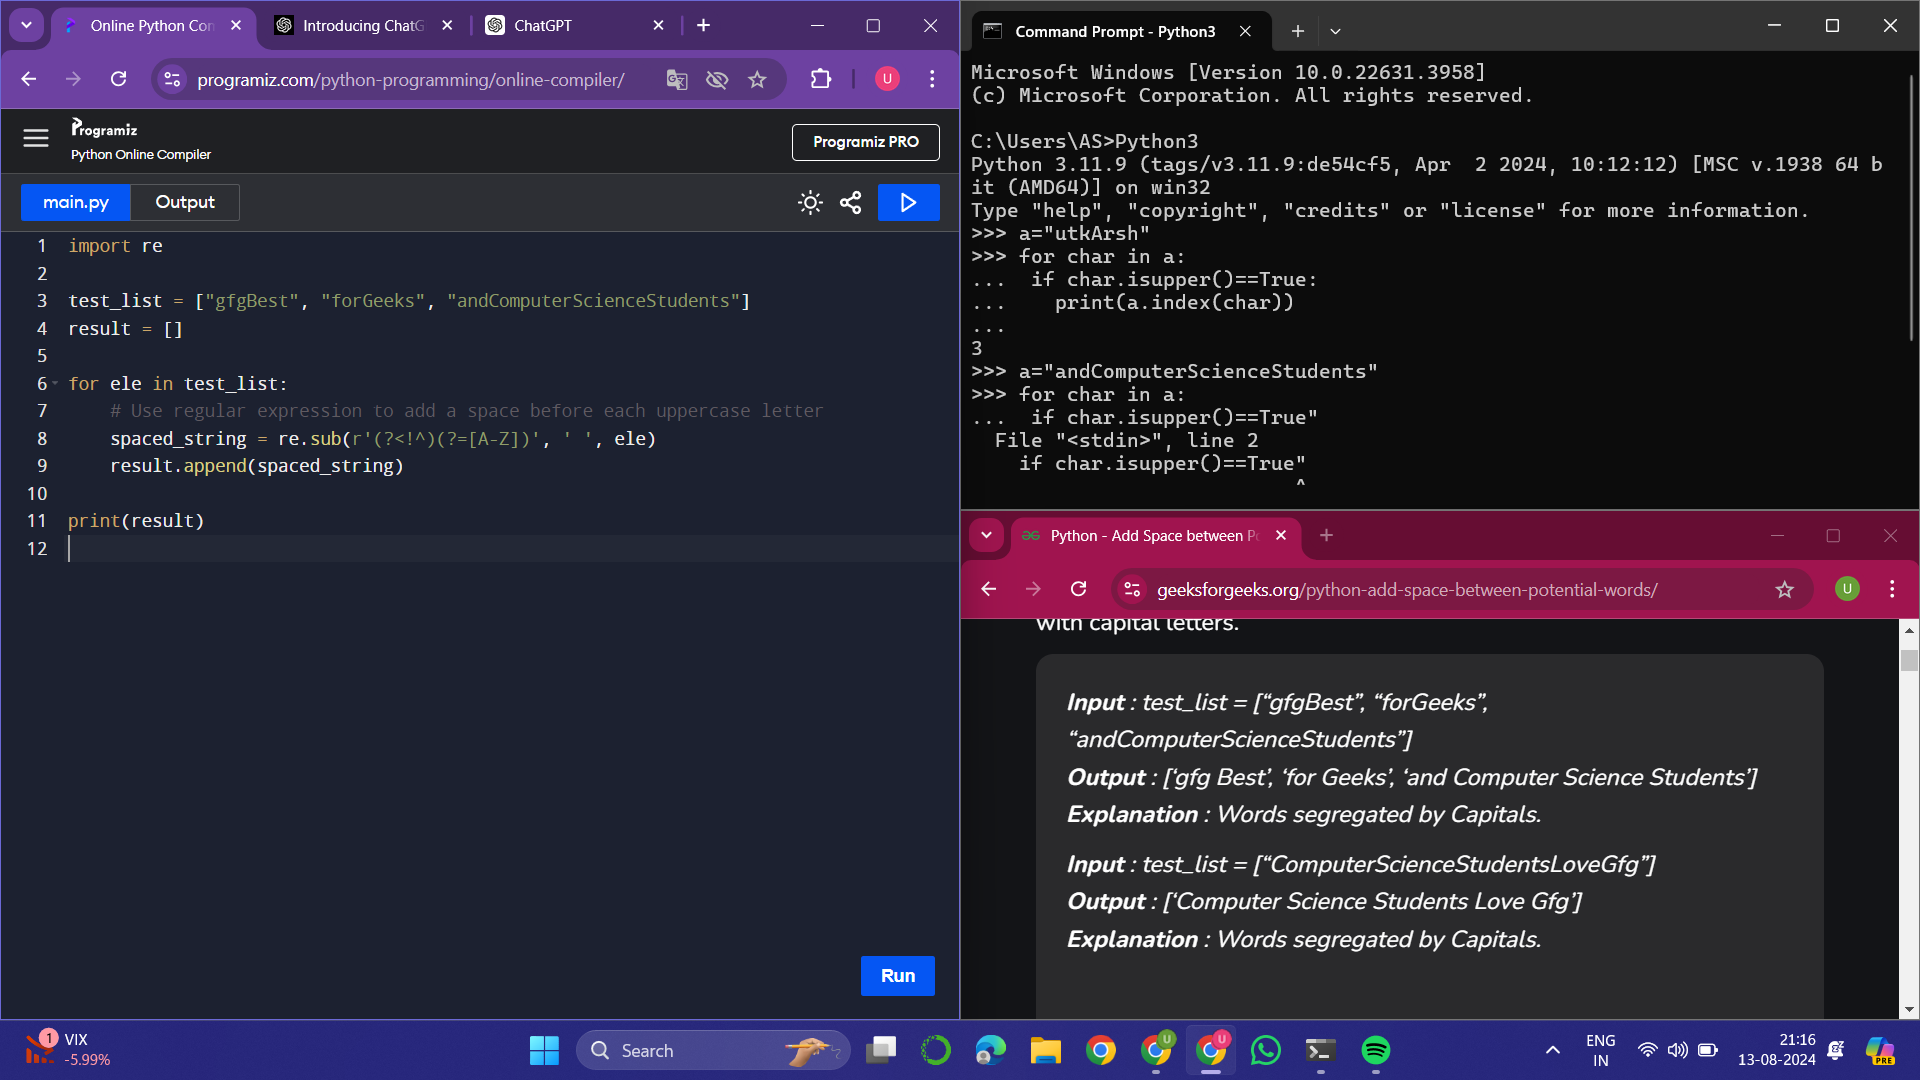 Online Python Con
Introducing ChatG
ChatGPT
programiz.com/python-programming/online-compiler/
U
Programiz
Python Online Compiler
Programiz PRO
main.py
Output
1 import re
2
3 test_list = ["gfgBest", "forGeeks", "andComputerScienceStudents"]
4 result = []
5
6 for ele in test_list:
7 # Use regular expression to add a space before each uppercase letter
8 spaced_string = re.sub(r'(?<!^)(?=[A-Z])', ' ', ele)
9 result.append(spaced_string)
10
11 print(result)
12
Run
Command Prompt - Python3
Microsoft Windows [Version 10.0.22631.3958]
(c) Microsoft Corporation. All rights reserved.
C:\Users\AS>Python3
Python 3.11.9 (tags/v3.11.9:de54cf5, Apr  2 2024, 10:12:12) [MSC v.1938 64 b
it (AMD64)] on win32
Type "help", "copyright", "credits" or "license" for more information.
>>> a="utkArsh"
>>> for char in a:
...  if char.isupper()==True:
...    print(a.index(char))
...
3
>>> a="andComputerScienceStudents"
>>> for char in a:
...  if char.isupper()==True"
  File "<stdin>", line 2
    if char.isupper()==True"
^
Python - Add Space between Po
geeksforgeeks.org/python-add-space-between-potential-words/
U
with capital letters.
Input : test_list = [“gfgBest”, “forGeeks”,
“andComputerScienceStudents”]
Output : [‘gfg Best’, ‘for Geeks’, ‘and Computer Science Students’]
Explanation : Words segregated by Capitals.
Input : test_list = [“ComputerScienceStudentsLoveGfg”]
Output : [‘Computer Science Students Love Gfg’]
Explanation : Words segregated by Capitals.
1
VIX
-5.99%
Search
U
U
ENG
IN
21:16
13-08-2024
PRE